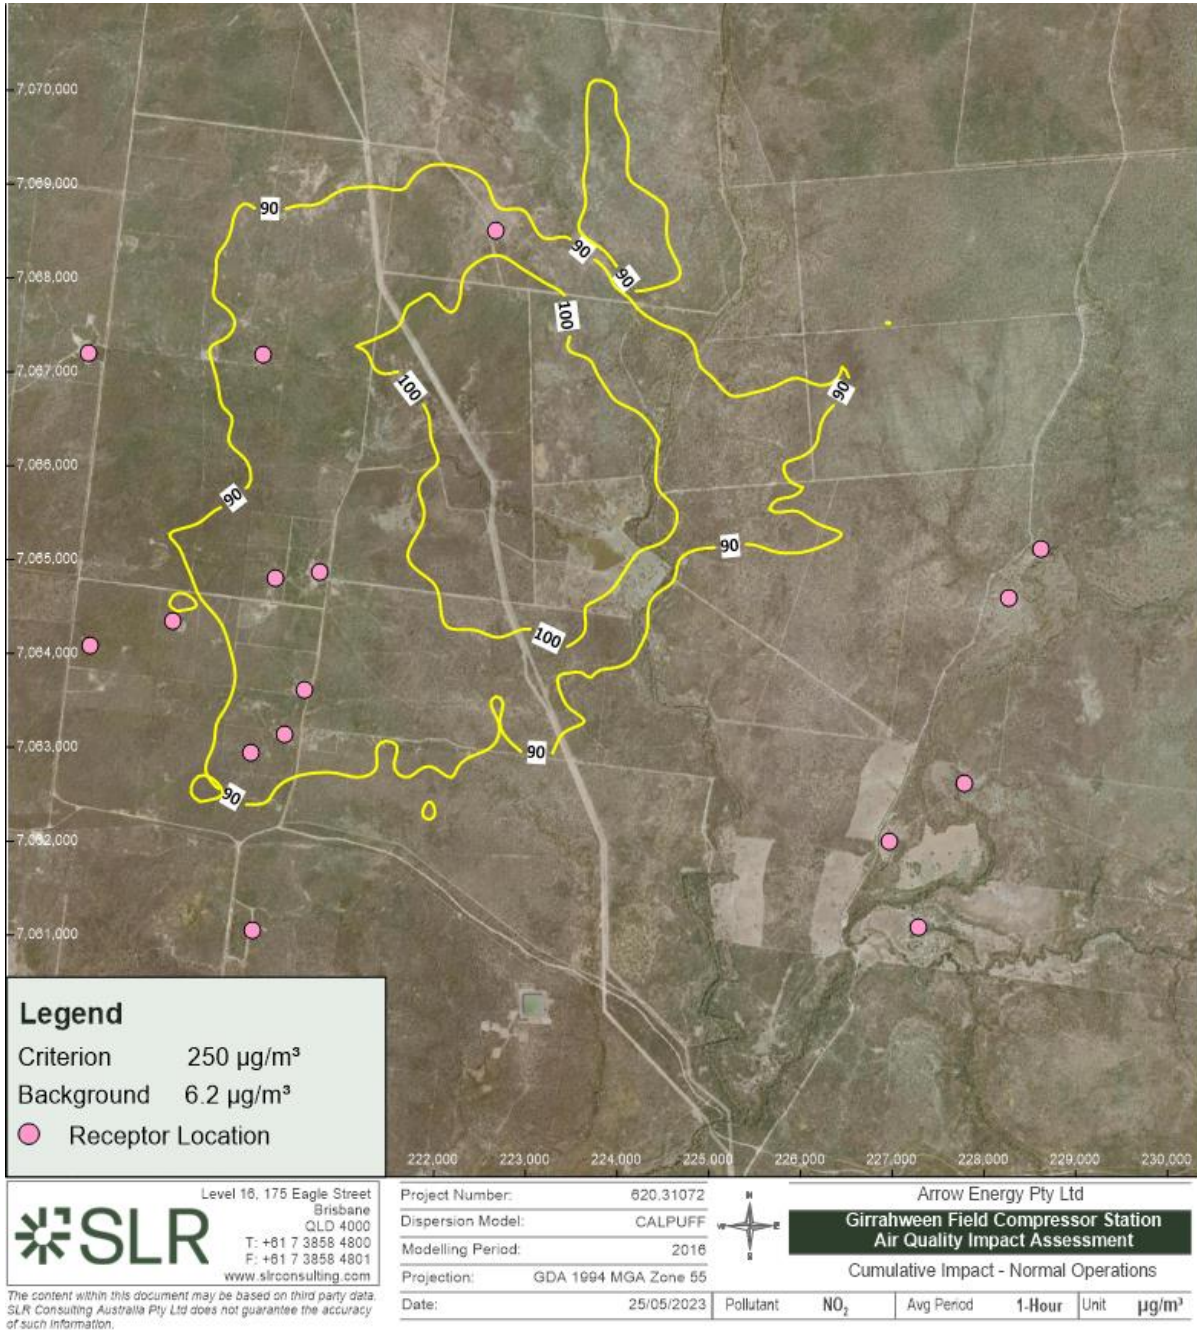 7,070,000
7,069,000
7,068,000
7,067,000
7,066,000
7,065,000
7,064,000
7,063,000
7,062,000
7,061,000
90
90
90
100
100
90
90
90
100
90
90
222,000 223,000 224,000 225,000 226,000 227,000 228,000 229,000 230,000
Legend
Criterion 250 µg/m³
Background 6.2 µg/m³
Receptor Location
SLR
Level 16, 175 Eagle Street
Brisbane
QLD 4000
T: +61 7 3858 4800
F: +61 7 3858 4801
www.slrconsulting.com
The content within this document may be based on third party data.
SLR Consulting Australia Pty Ltd does not guarantee the accuracy
of such information.
Project Number: 620.31072
Dispersion Model: CALPUFF
Modelling Period: 2016
Projection: GDA 1994 MGA Zone 55
Date: 25/05/2023
N
W E
S
Arrow Energy Pty Ltd
Girrahween Field Compressor Station
Air Quality Impact Assessment
Cumulative Impact - Normal Operations
Pollutant NO₂ Avg Period 1-Hour Unit µg/m³